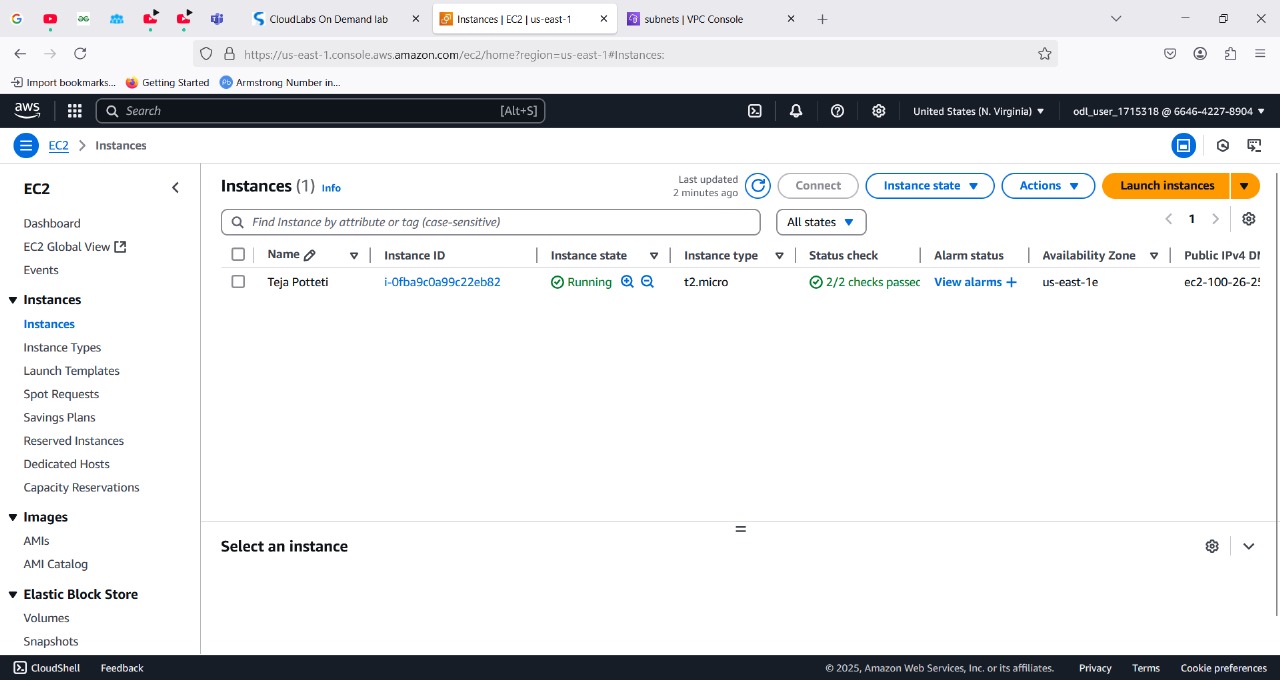 CloudLabs On Demand lab
Instances | EC2 | us-east-1
subnets | VPC Console
https://us-east-1.console.aws.amazon.com/ec2/home?region=us-east-1#Instances:
Import bookmarks...
Getting Started
Armstrong Number in...
aws
Search
[Alt+S]
United States (N. Virginia)
odl_user_1715318 @ 6646-4227-8904
EC2
Instances
EC2
Dashboard
EC2 Global View
Events
Instances
Instances
Instance Types
Launch Templates
Spot Requests
Savings Plans
Reserved Instances
Dedicated Hosts
Capacity Reservations
Images
AMIs
AMI Catalog
Elastic Block Store
Volumes
Snapshots
Instances (1) Info
Last updated
2 minutes ago
Connect
Instance state
Actions
Launch instances
Find Instance by attribute or tag (case-sensitive)
All states
1
Name
Instance ID
Instance state
Instance type
Status check
Alarm status
Availability Zone
Public IPv4 D
Teja Potteti
i-0fba9c0a99c22eb82
Running
t2.micro
2/2 checks passec
View alarms +
us-east-1e
ec2-100-26-2
Select an instance
CloudShell
Feedback
© 2025, Amazon Web Services, Inc. or its affiliates.
Privacy
Terms
Cookie preferences